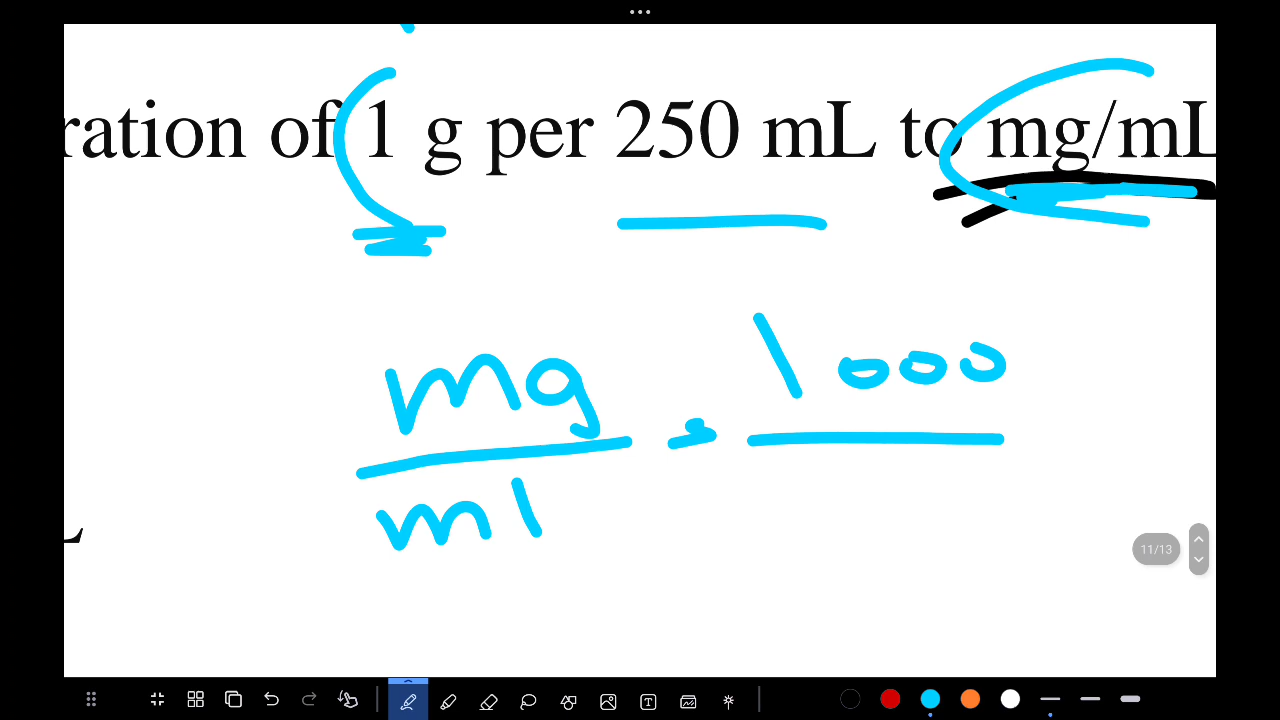 ration of 1 g per 250 mL to mg/mL
mg = 1000
ml
L
11/13